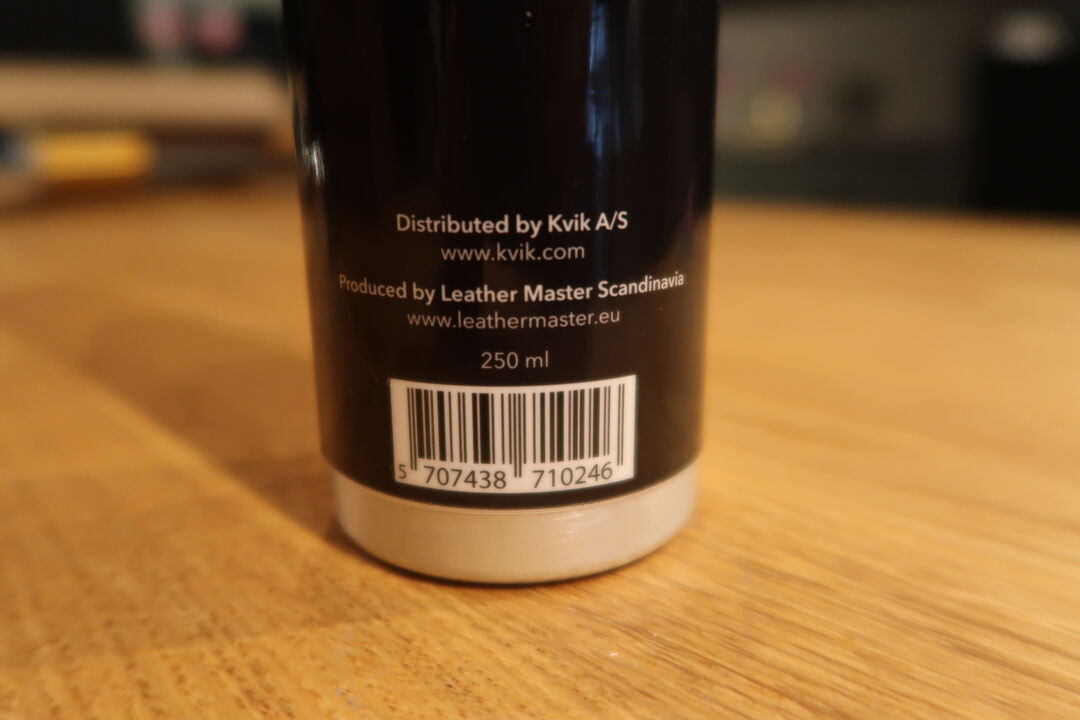 Distributed by Kvik A/S
www.kvik.com
Produced by Leather Master Scandinavia
www.leathermaster.eu
250 ml
5 707438 710246